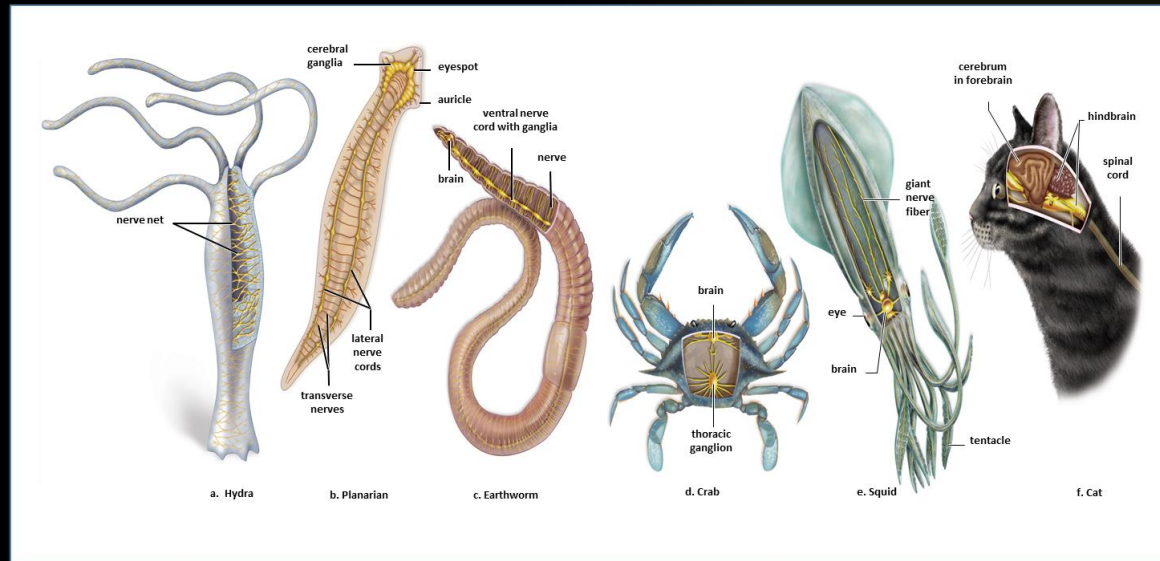 cerebral
ganglia
eyespot
auricle
nerve net
lateral
nerve
cords
transverse
nerves
a. Hydra
b. Planarian
ventral nerve
cord with ganglia
nerve
brain
c. Earthworm
brain
thoracic
ganglion
d. Crab
giant
nerve
fiber
eye
brain
tentacle
e. Squid
cerebrum
in forebrain
hindbrain
spinal
cord
f. Cat